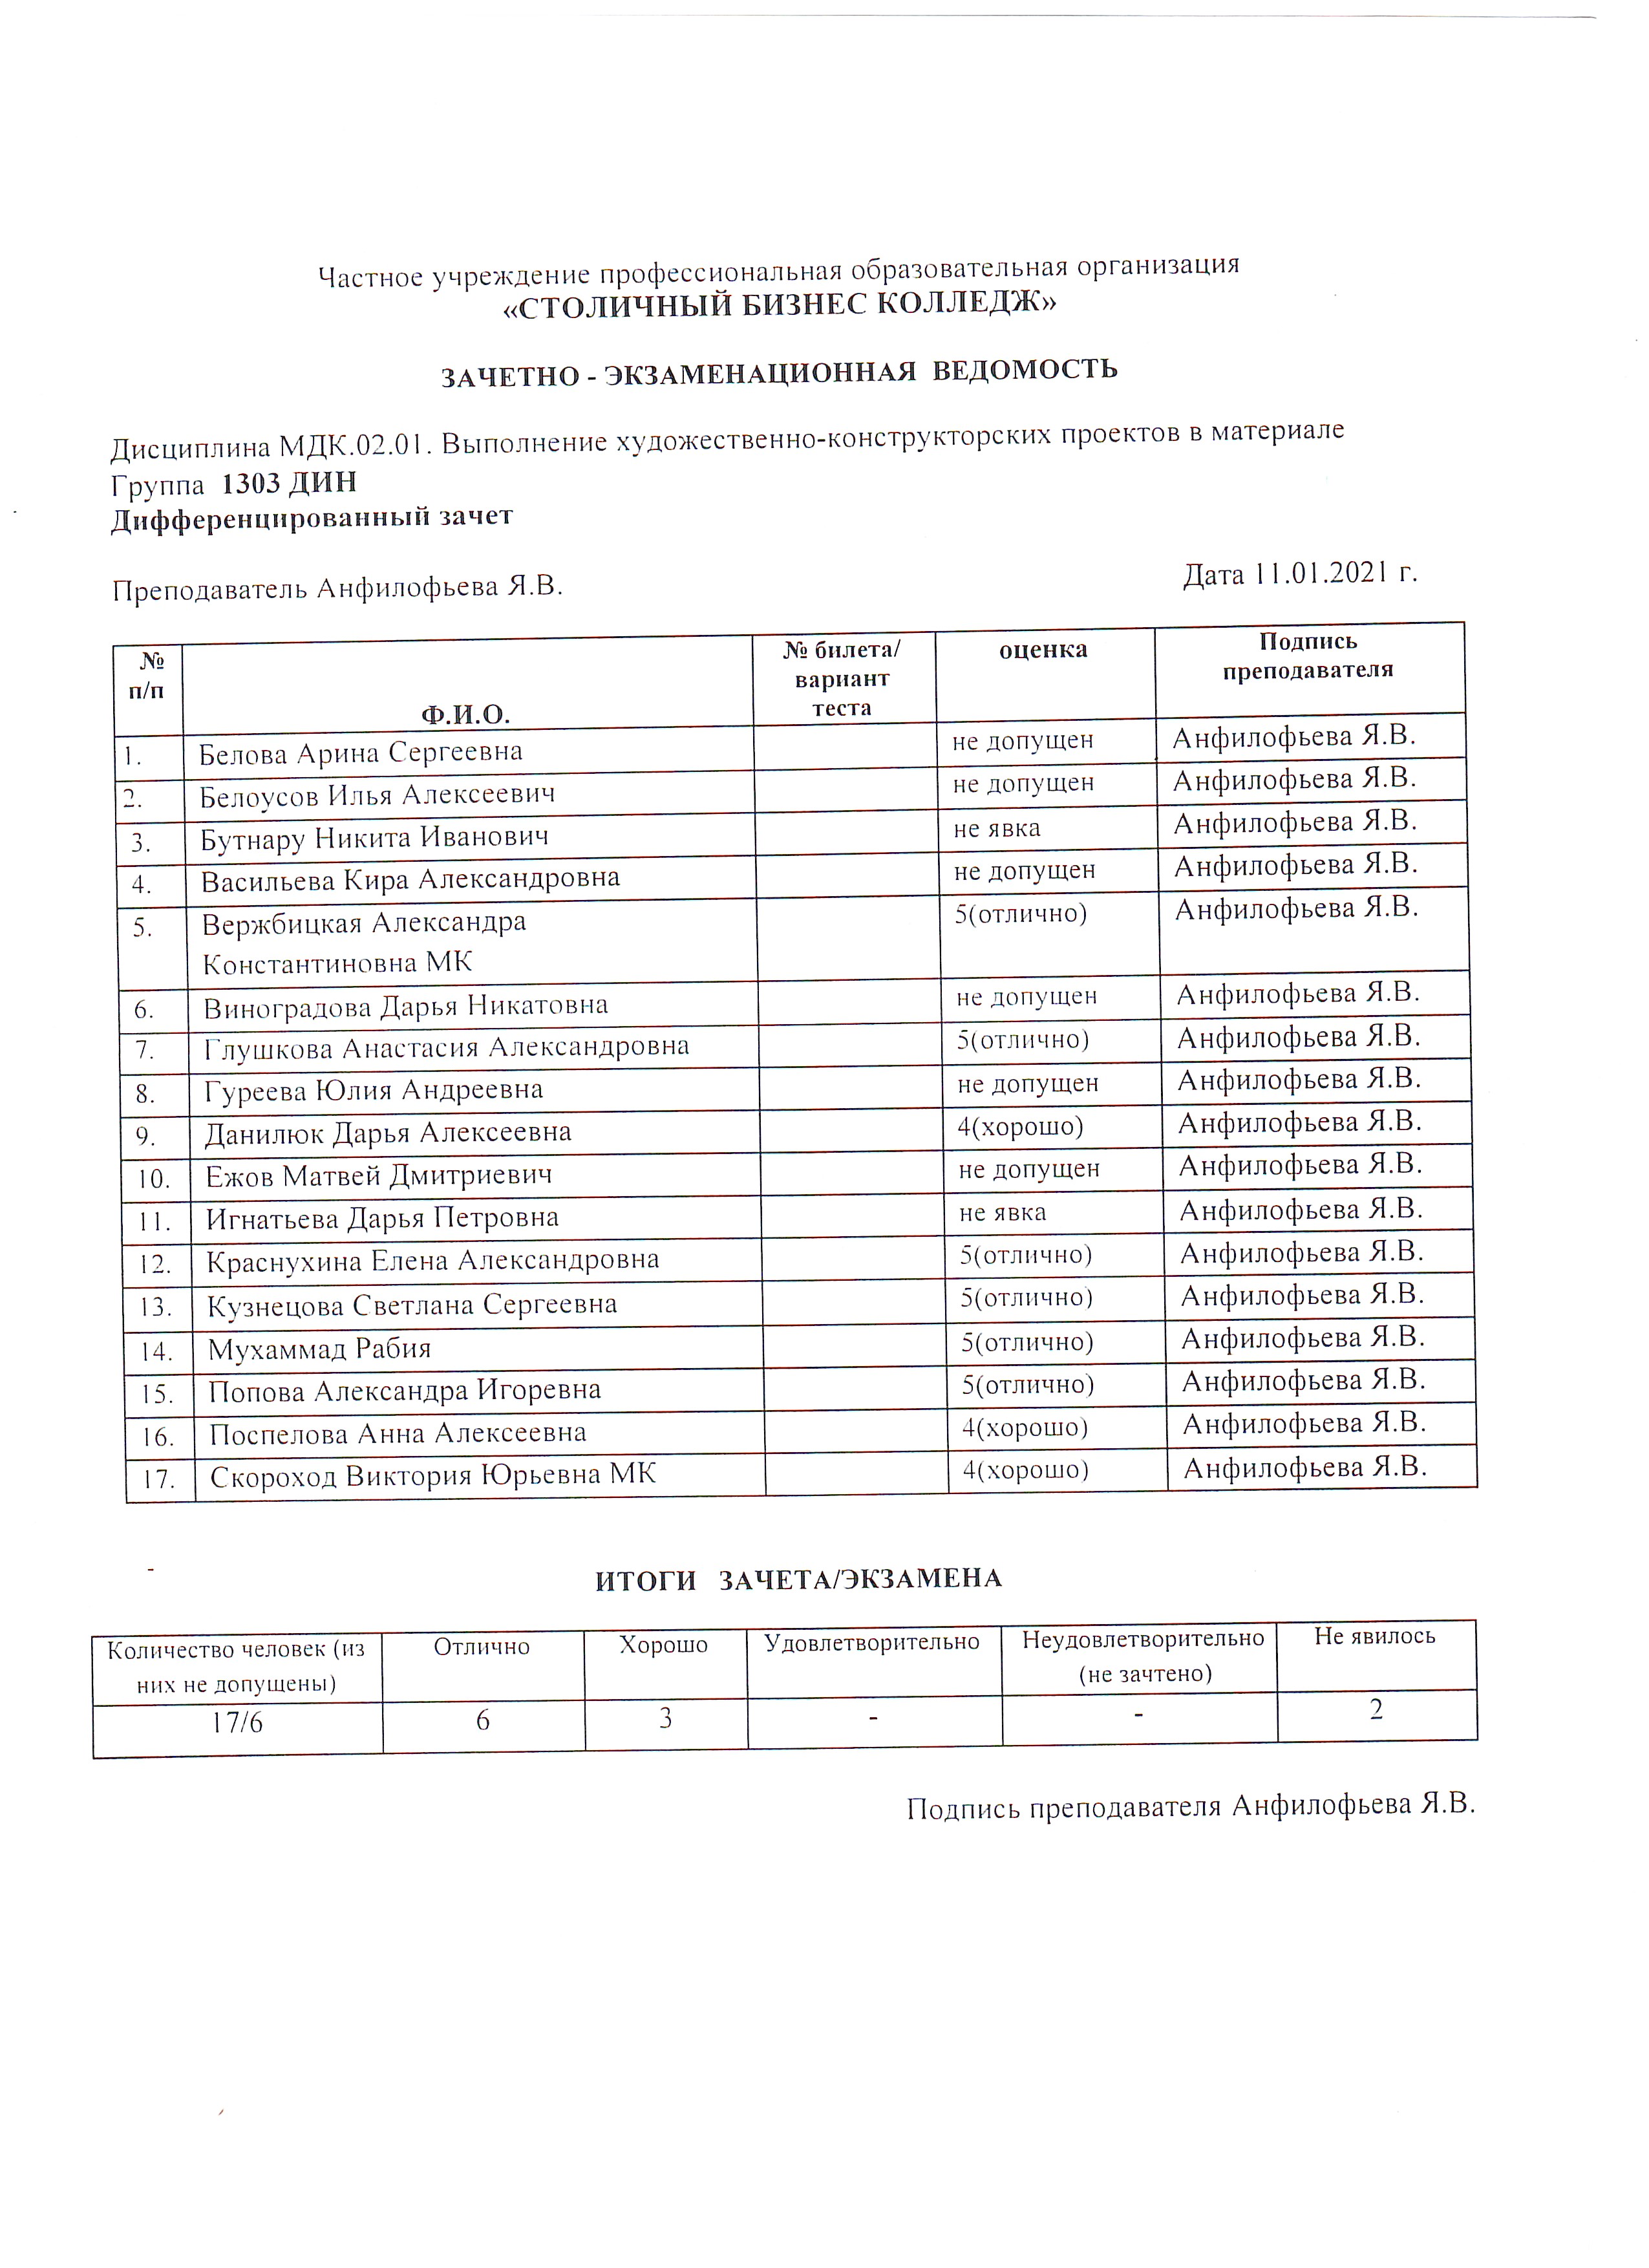 Частное учреждение профессиональная образовательная организация
«СТОЛИЧНЫЙ БИЗНЕС КОЛЛЕДЖ»
ЗАЧЕТНО - ЭКЗАМЕНАЦИОННАЯ ВЕДОМОСТЬ
Дисциплина МДК.02.01. Выполнение художественно-конструкторских проектов в материале
Группа 1303 ДИН
Дифференцированный зачет
Преподаватель Анфилофьева Я.В. Дата 11.01.2021 г.
№ п/п Ф.И.О. № билета/ вариант теста оценка Подпись преподавателя
1. Белова Арина Сергеевна не допущен Анфилофьева Я.В.
2. Белоусов Илья Алексеевич не допущен Анфилофьева Я.В.
3. Бутнару Никита Иванович не явка Анфилофьева Я.В.
4. Васильева Кира Александровна не допущен Анфилофьева Я.В.
5. Вержбицкая Александра 5(отлично) Анфилофьева Я.В.
Константиновна МК
6. Виноградова Дарья Никатовна не допущен Анфилофьева Я.В.
7. Глушкова Анастасия Александровна 5(отлично) Анфилофьева Я.В.
8. Гуреева Юлия Андреевна не допущен Анфилофьева Я.В.
9. Данилюк Дарья Алексеевна 4(хорошо) Анфилофьева Я.В.
10. Ежов Матвей Дмитриевич не допущен Анфилофьева Я.В.
11. Игнатьева Дарья Петровна не явка Анфилофьева Я.В.
12. Краснухина Елена Александровна 5(отлично) Анфилофьева Я.В.
13. Кузнецова Светлана Сергеевна 5(отлично) Анфилофьева Я.В.
14. Мухаммад Рабия 5(отлично) Анфилофьева Я.В.
15. Попова Александра Игоревна 5(отлично) Анфилофьева Я.В.
16. Поспелова Анна Алексеевна 4(хорошо) Анфилофьева Я.В.
17. Скороход Виктория Юрьевна МК 4(хорошо) Анфилофьева Я.В.
ИТОГИ ЗАЧЕТА/ЭКЗАМЕНА
Количество человек (из Отлично Хорошо Удовлетворительно Неудовлетворительно Не явилось
них не допущены) (не зачтено)
17/6 6 3 - - 2
Подпись преподавателя Анфилофьева Я.В.